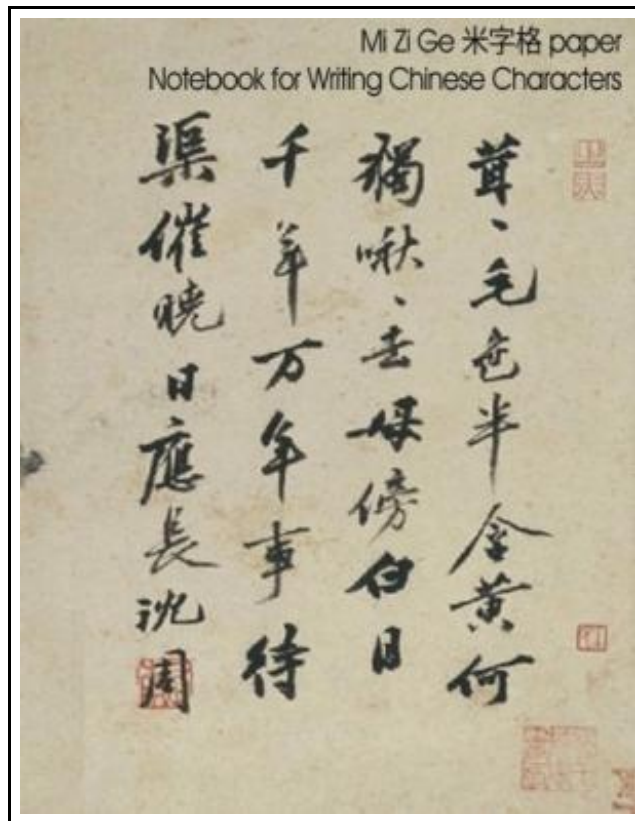 Mi Zi Ge 米字格 paper
Notebook for Writing Chinese Characters
茸、毛色半含黄何
獨啾、去母傍白日
千年万年事待
渠催曉日應長沈周